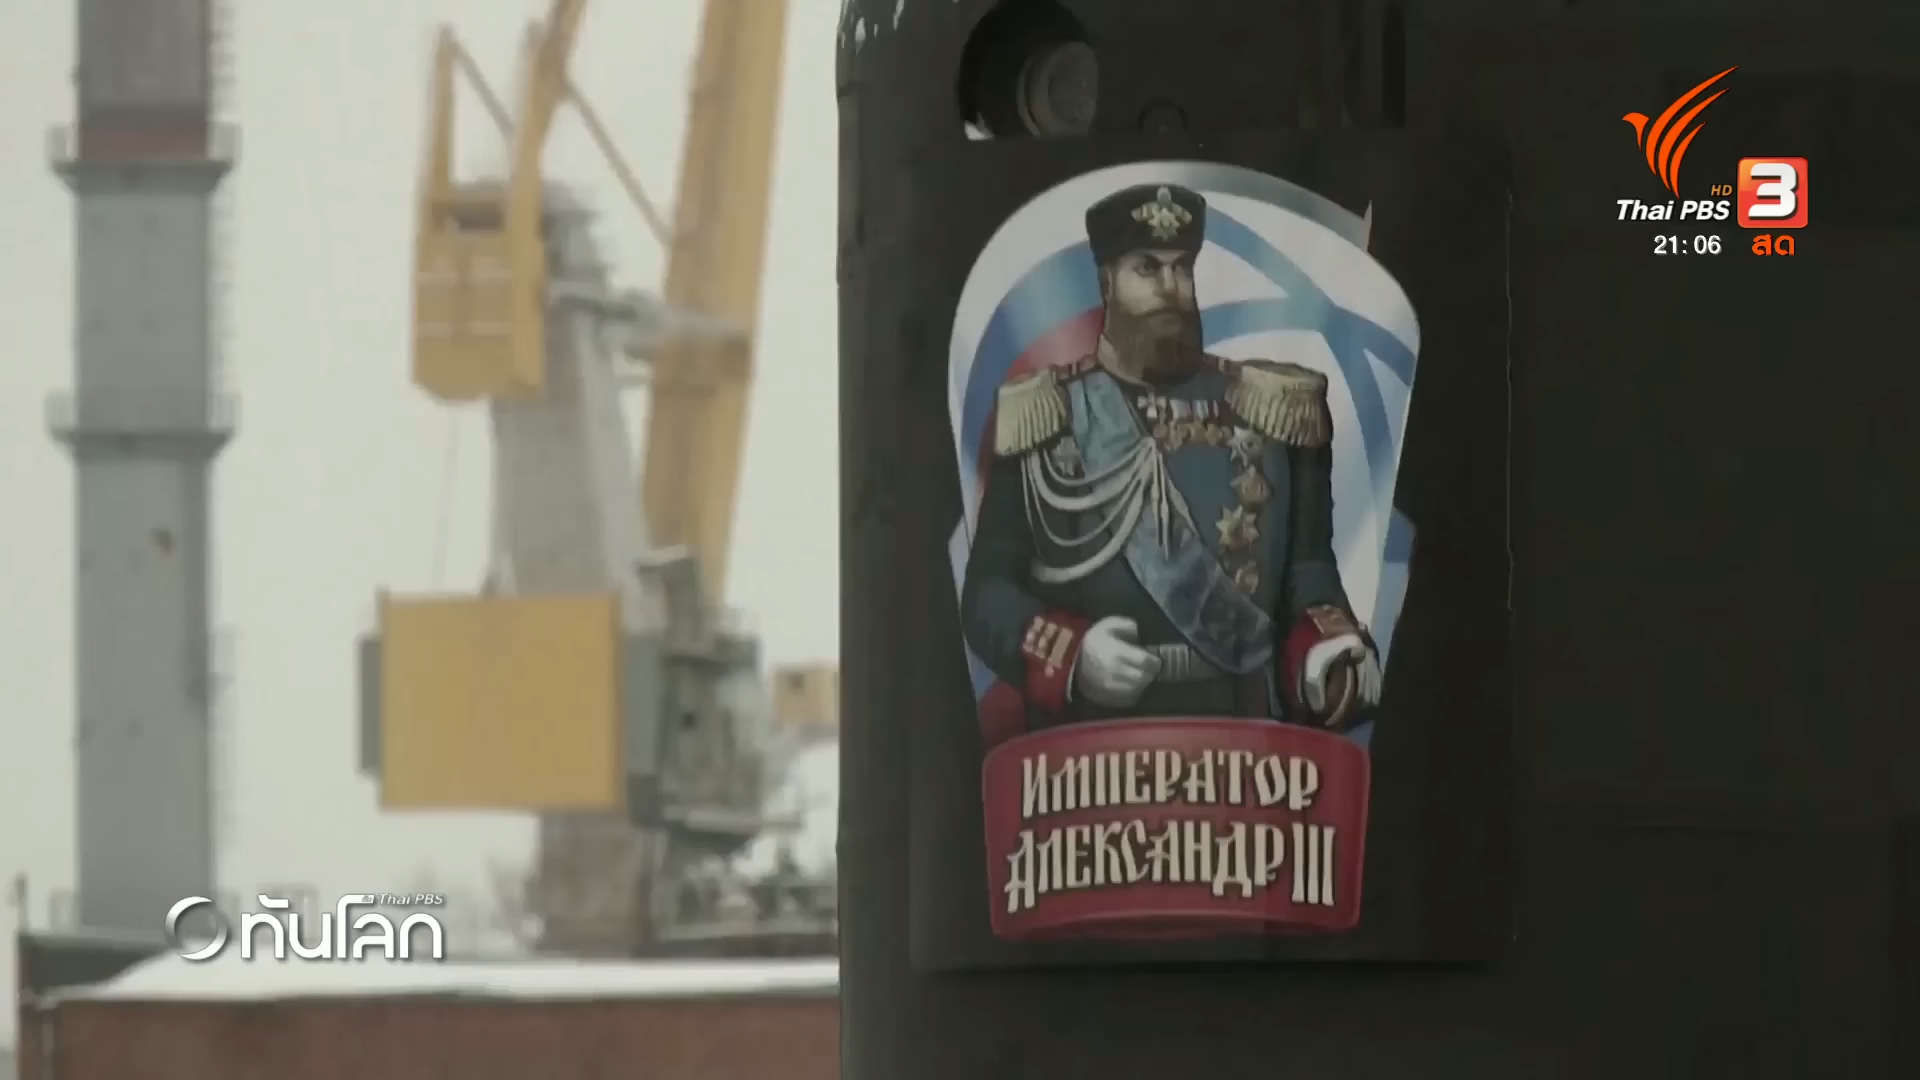 HD
Thai PBS 3
21:06 สด
ИМПЕРАТОР
АЛЕКСАНДР III
Thai PBS
ทันโลก